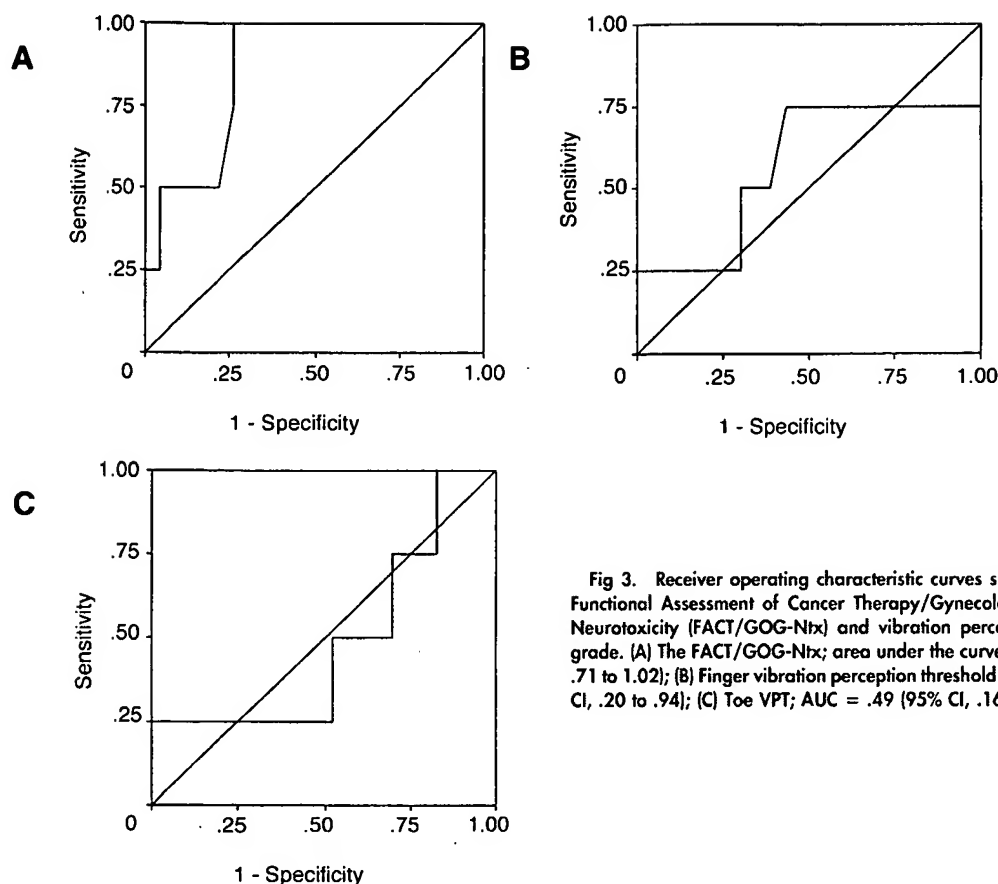 A
1.00
.75
.50
.25
0
.25
.50
.75
1.00
Sensitivity
1 - Specificity
B
1.00
.75
.50
.25
0
.25
.50
.75
1.00
Sensitivity
1 - Specificity
C
1.00
.75
.50
.25
0
.25
.50
.75
1.00
Sensitivity
1 - Specificity
Fig 3. Receiver operating characteristic curves
Functional Assessment of Cancer Therapy/
Neurotoxicity (FACT/GOG-Ntx) and vibration
grade. (A) The FACT/GOG-Ntx; area under the curve
.71 to 1.02); (B) Finger vibration perception threshold
CI, .20 to .94); (C) Toe VPT; AUC = .49 (95% CI,